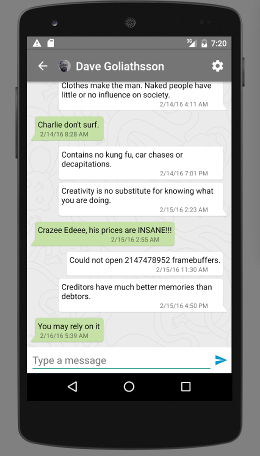 3G 7:20
Dave Goliathsson
Clothes make the man. Naked people have
little or no influence on society.
2/14/16 4:11 AM
Charlie don't surf.
2/14/16 8:28 AM
Contains no kung fu, car chases or
decapitations.
2/14/16 7:01 PM
Creativity is no substitute for knowing what
you are doing.
2/15/16 2:23 AM
Crazee Edeee, his prices are INSANE!!!
2/15/16 2:55 AM
Could not open 2147478952 framebuffers.
2/15/16 11:30 AM
Creditors have much better memories than
debtors.
2/15/16 4:50 PM
You may rely on it
2/16/16 5:39 AM
Type a message